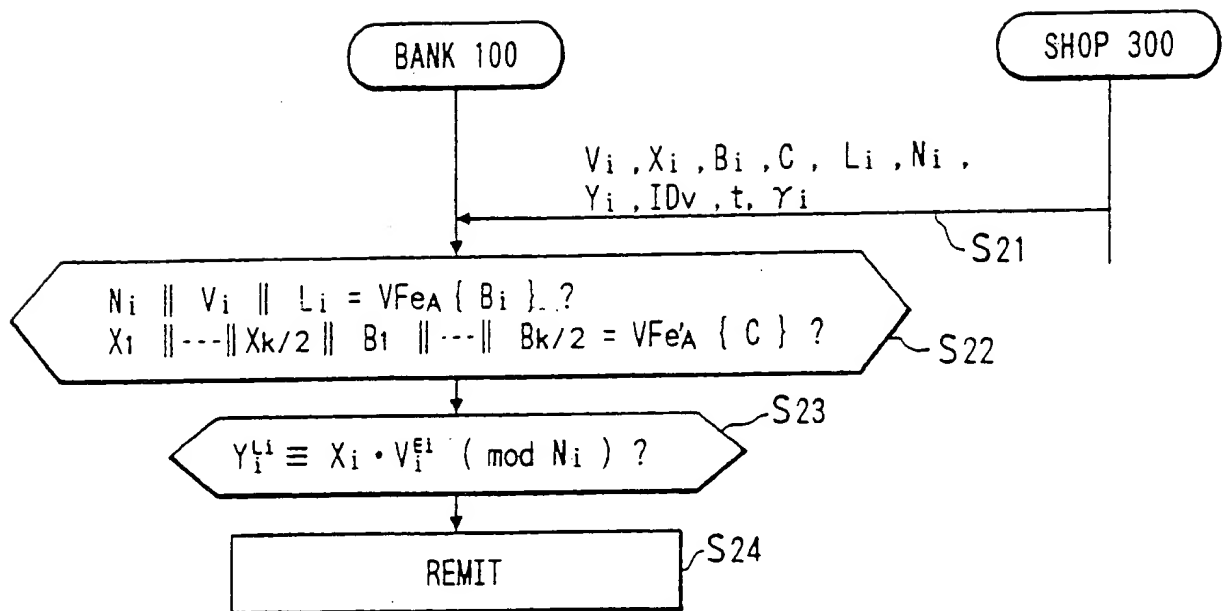 BANK 100
SHOP 300
Vi , Xi , Bi , C , Li , Ni ,
Yi , IDv , t, γi
S21
Ni ‖ Vi ‖ Li = VFeA { Bi } ?
X1 ‖---‖ Xk/2 ‖ B1 ‖---‖ Bk/2 = VFe'A { C } ?
S22
S23
Yi^Li ≡ Xi · Vi^Ei ( mod Ni ) ?
S24
REMIT